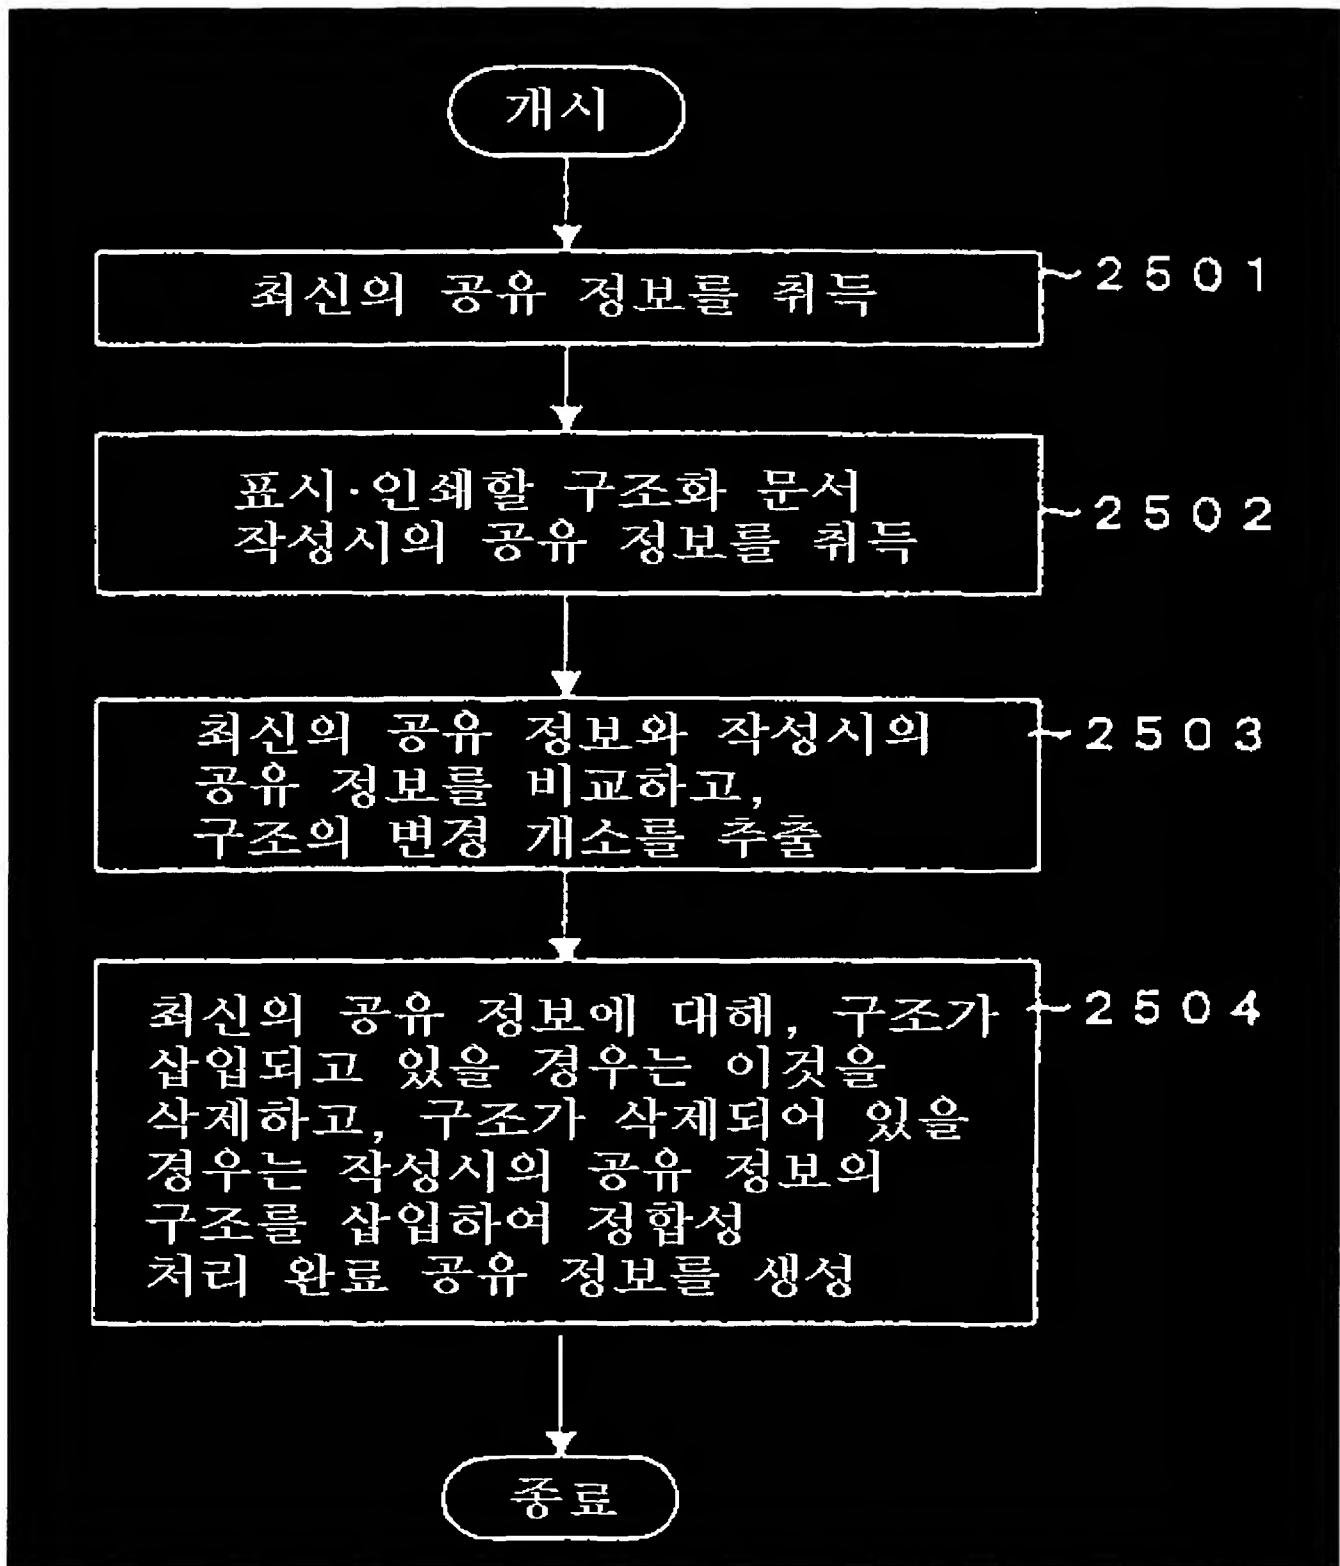 개시
최신의 공유 정보를 취득
2501
표시·인쇄할 구조화 문서
작성시의 공유 정보를 취득
2502
최신의 공유 정보와 작성시의
공유 정보를 비교하고,
구조의 변경 개소를 추출
2503
최신의 공유 정보에 대해, 구조가
삽입되고 있을 경우는 이것을
삭제하고, 구조가 삭제되어 있을
경우는 작성시의 공유 정보의
구조를 삽입하여 정합성
처리 완료 공유 정보를 생성
2504
종료